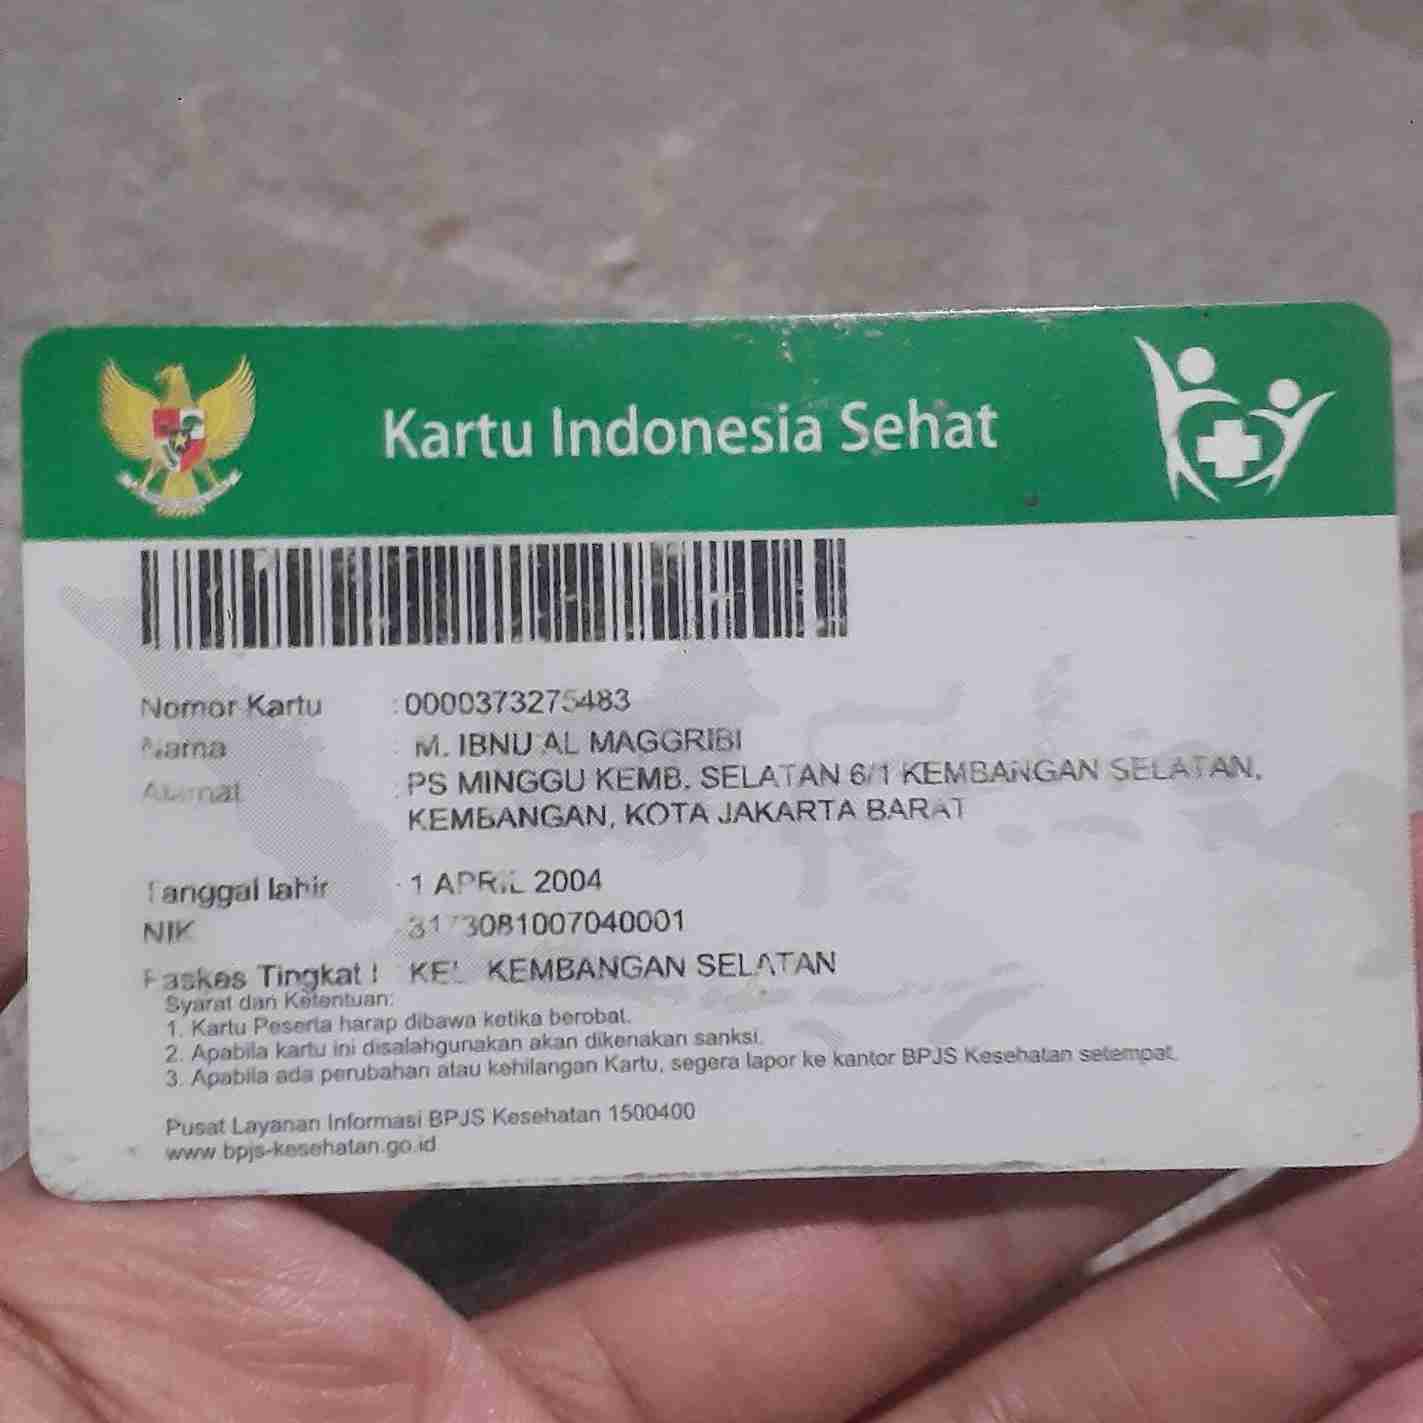 Kartu Indonesia Sehat
Nomor Kartu : 0000373275483
Nama : M. IBNU AL MAGGRIBI
Alamat : PS MINGGU KEMB. SELATAN 6/1 KEMBANGAN SELATAN,
KEMBANGAN, KOTA JAKARTA BARAT
Tanggal lahir : 1 APRIL 2004
NIK : 3173081007040001
Faskes Tingkat I KEL KEMBANGAN SELATAN
Syarat dan Ketentuan:
1. Kartu Peserta harap dibawa ketika berobat.
2. Apabila kartu ini disalahgunakan akan dikenakan sanksi.
3. Apabila ada perubahan atau kehilangan Kartu, segera lapor ke kantor BPJS Kesehatan setempat.
Pusat Layanan Informasi BPJS Kesehatan 1500400
www.bpjs-kesehatan.go.id